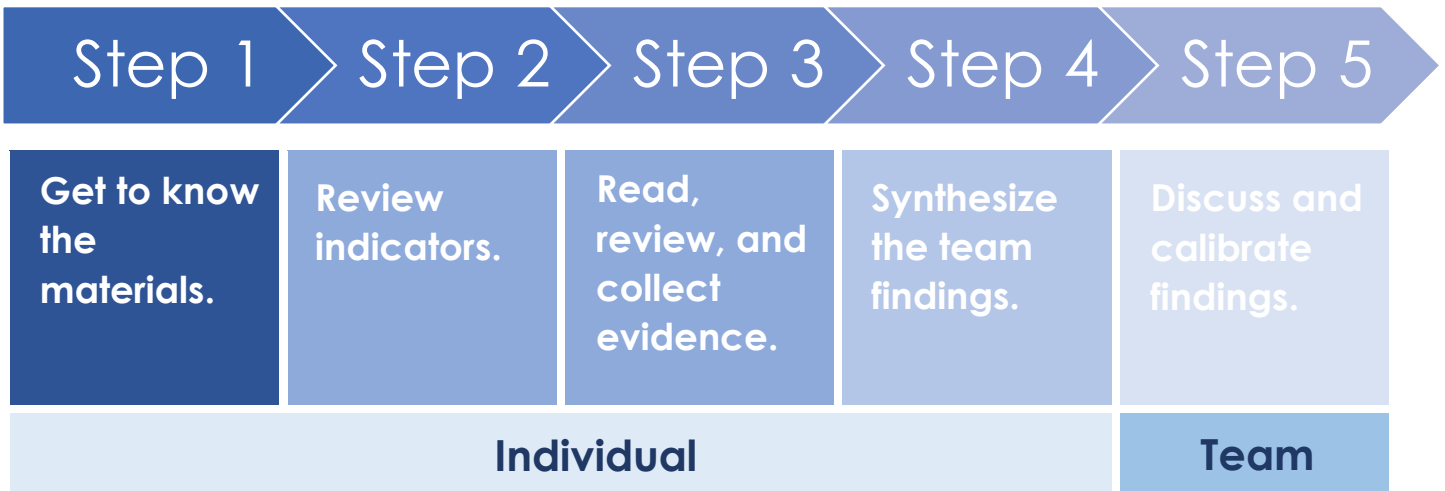 Step 1
Step 2
Step 3
Step 4
Step 5
Get to know
the
materials.
Review
indicators.
Read,
review, and
collect
evidence.
Synthesize
the team
findings.
Discuss and
calibrate
findings.
Individual
Team